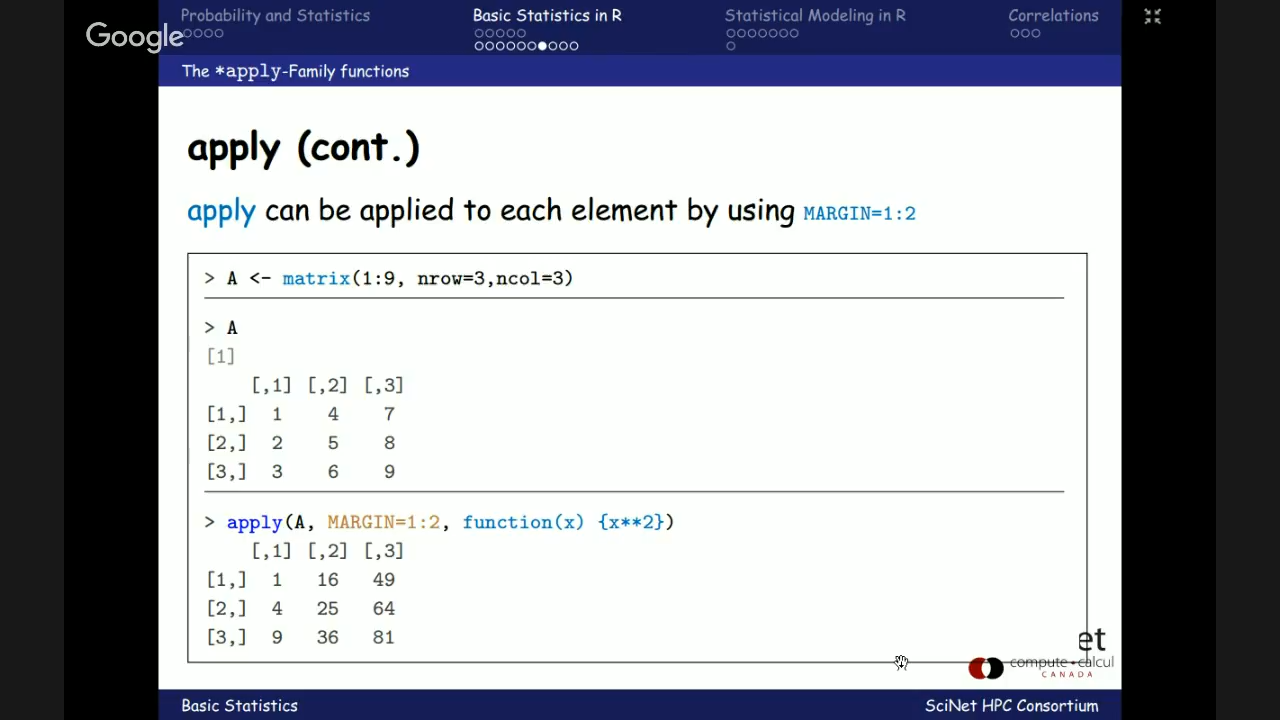 Probability and Statistics
Basic Statistics in R
Statistical Modeling in R
Correlations
Google
The *apply-Family functions
apply (cont.)
apply can be applied to each element by using MARGIN=1:2
> A <- matrix(1:9, nrow=3,ncol=3)
> A
[1]
[,1] [,2] [,3]
[1,] 1 4 7
[2,] 2 5 8
[3,] 3 6 9
> apply(A, MARGIN=1:2, function(x) {x**2})
[,1] [,2] [,3]
[1,] 1 16 49
[2,] 4 25 64
[3,] 9 36 81
et
compute • calcul
CANADA
Basic Statistics
SciNet HPC Consortium